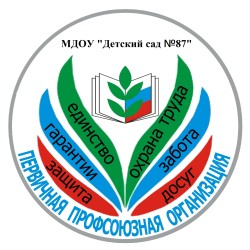 МДОУ "Детский сад №87"
единство
гарантии
защита
охрана труда
забота
досуг
ПЕРВИЧНАЯ ПРОФСОЮЗНАЯ ОРГАНИЗАЦИЯ